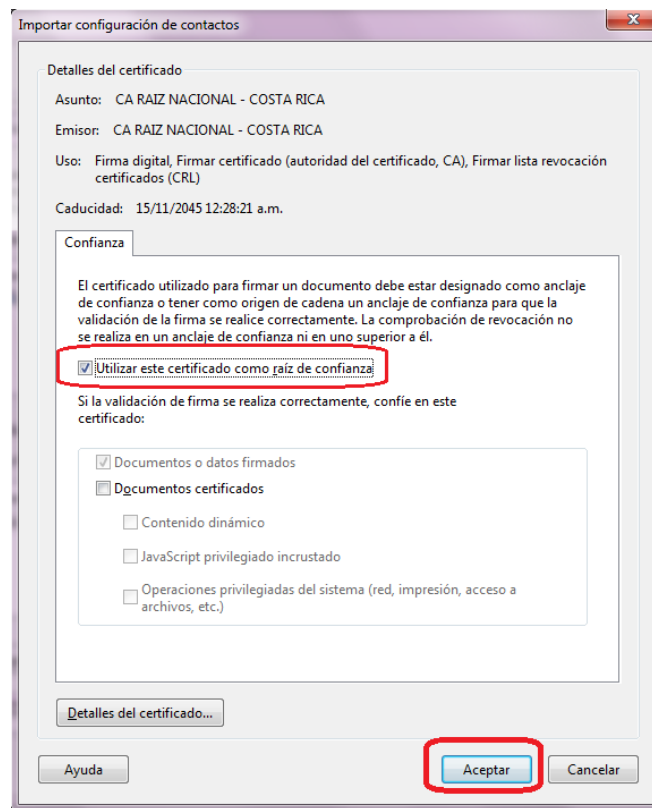 Importar configuración de contactos
Detalles del certificado
Asunto: CA RAIZ NACIONAL - COSTA RICA
Emisor: CA RAIZ NACIONAL - COSTA RICA
Uso: Firma digital, Firmar certificado (autoridad del certificado, CA), Firmar lista revocación
certificados (CRL)
Caducidad: 15/11/2045 12:28:21 a.m.
Confianza
El certificado utilizado para firmar un documento debe estar designado como anclaje
de confianza o tener como origen de cadena un anclaje de confianza para que la
validación de la firma se realice correctamente. La comprobación de revocación no
se realiza en un anclaje de confianza ni en uno superior a él.
Utilizar este certificado como raíz de confianza
Si la validación de firma se realiza correctamente, confíe en este
certificado:
Documentos o datos firmados
Documentos certificados
Contenido dinámico
JavaScript privilegiado incrustado
Operaciones privilegiadas del sistema (red, impresión, acceso a
archivos, etc.)
Detalles del certificado...
Ayuda
Aceptar
Cancelar